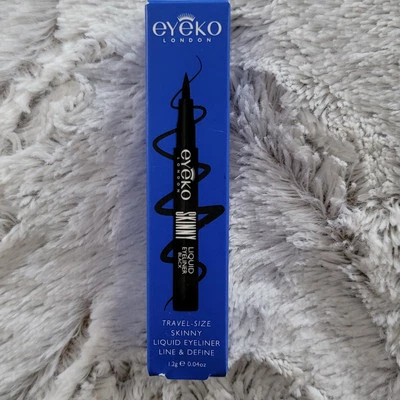 eyeko
LONDON
eyeko
LONDON
SKINNY
LIQUID
EYELINER
BLACK
TRAVEL-SIZE
SKINNY
LIQUID EYELINER
LINE & DEFINE
1.2g ℮ 0.04oz